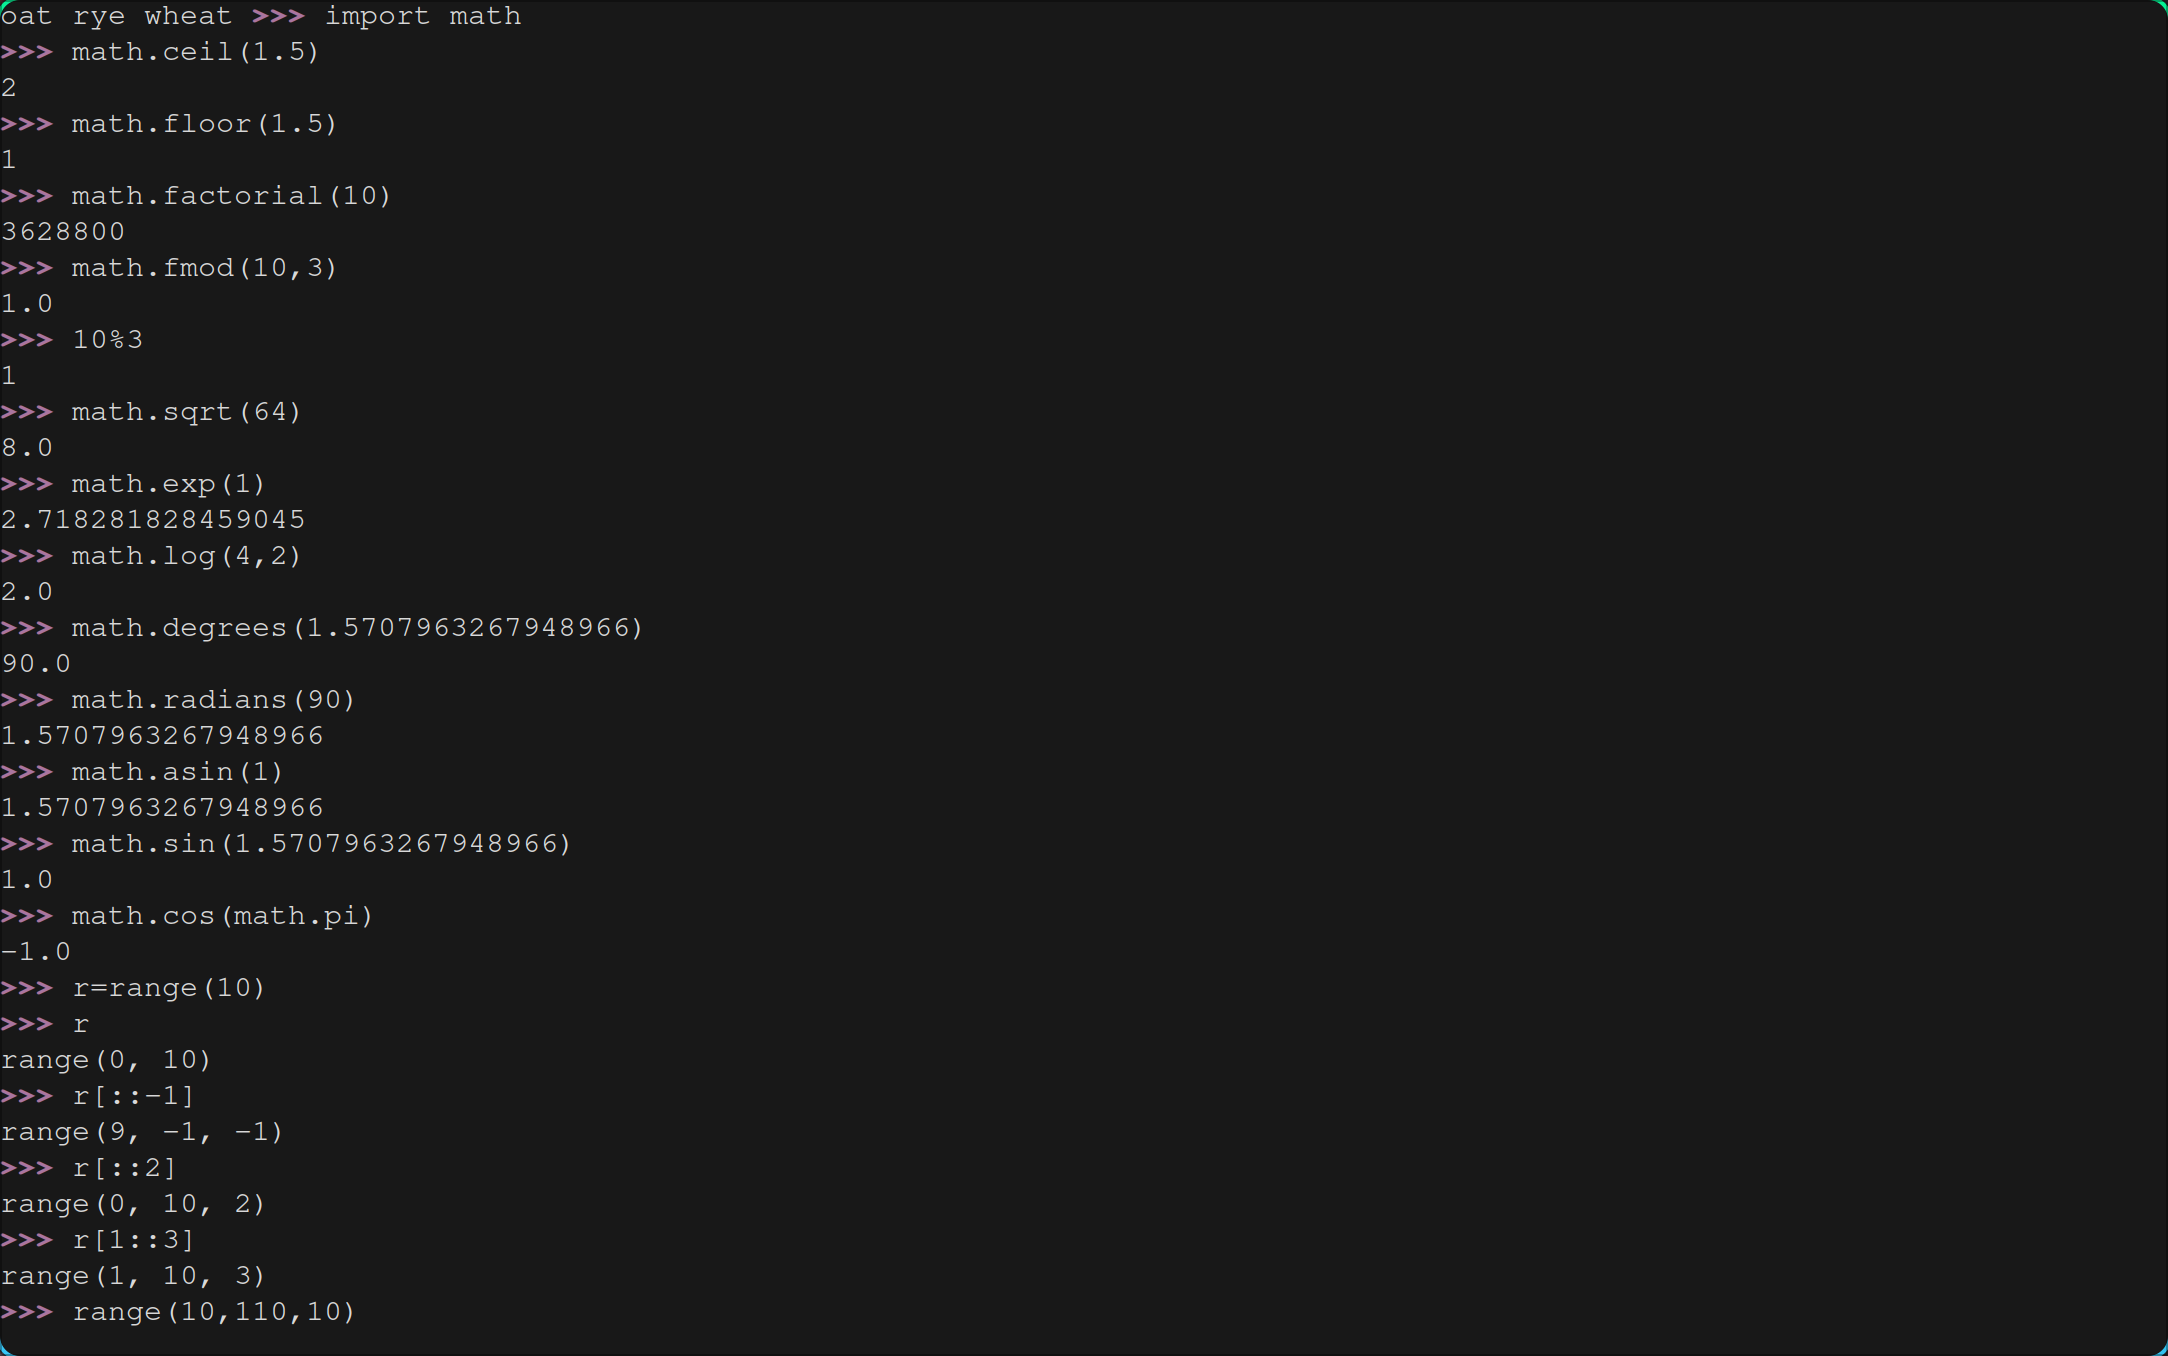 oat rye wheat >>> import math
>>> math.ceil(1.5)
2
>>> math.floor(1.5)
1
>>> math.factorial(10)
3628800
>>> math.fmod(10,3)
1.0
>>> 10%3
1
>>> math.sqrt(64)
8.0
>>> math.exp(1)
2.718281828459045
>>> math.log(4,2)
2.0
>>> math.degrees(1.5707963267948966)
90.0
>>> math.radians(90)
1.5707963267948966
>>> math.asin(1)
1.5707963267948966
>>> math.sin(1.5707963267948966)
1.0
>>> math.cos(math.pi)
-1.0
>>> r=range(10)
>>> r
range(0, 10)
>>> r[::-1]
range(9, -1, -1)
>>> r[::2]
range(0, 10, 2)
>>> r[1::3]
range(1, 10, 3)
>>> range(10,110,10)